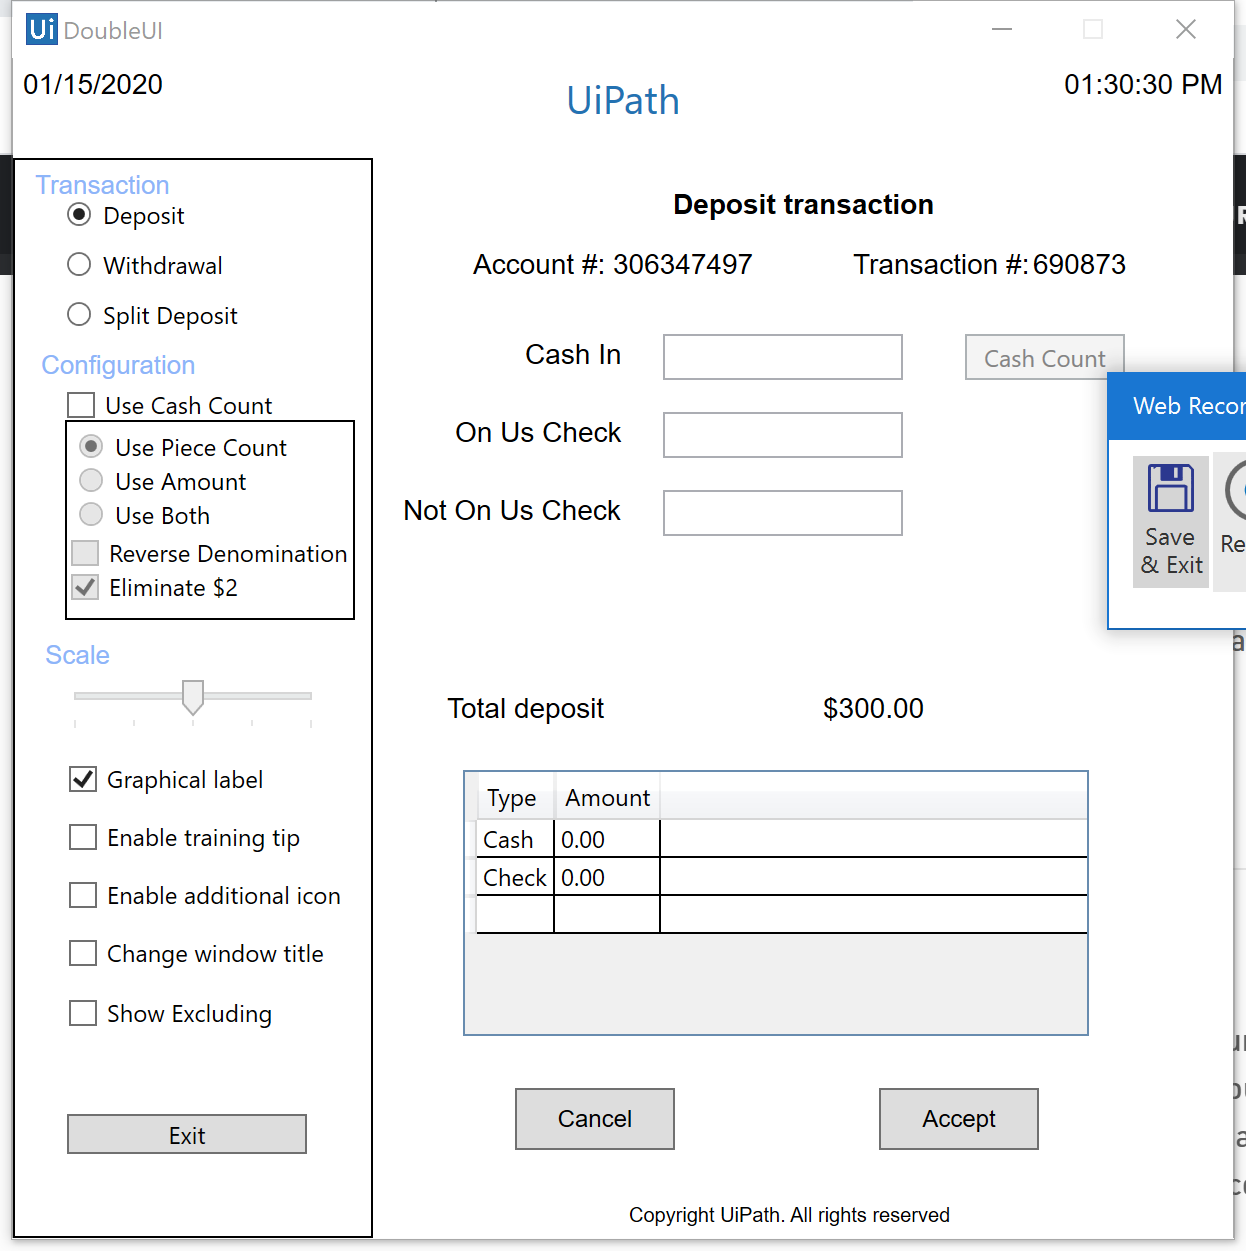 Ui DoubleUI
01/15/2020
UiPath
01:30:30 PM
Transaction
Deposit
Withdrawal
Split Deposit
Configuration
Use Cash Count
Use Piece Count
Use Amount
Use Both
Reverse Denomination
Eliminate $2
Scale
Graphical label
Enable training tip
Enable additional icon
Change window title
Show Excluding
Exit
Deposit transaction
Account #: 306347497 Transaction #: 690873
Cash In
Cash Count
On Us Check
Not On Us Check
Total deposit $300.00
Type Amount
Cash 0.00
Check 0.00
Cancel Accept
Copyright UiPath. All rights reserved
Web Recor
Save
& Exit
Re